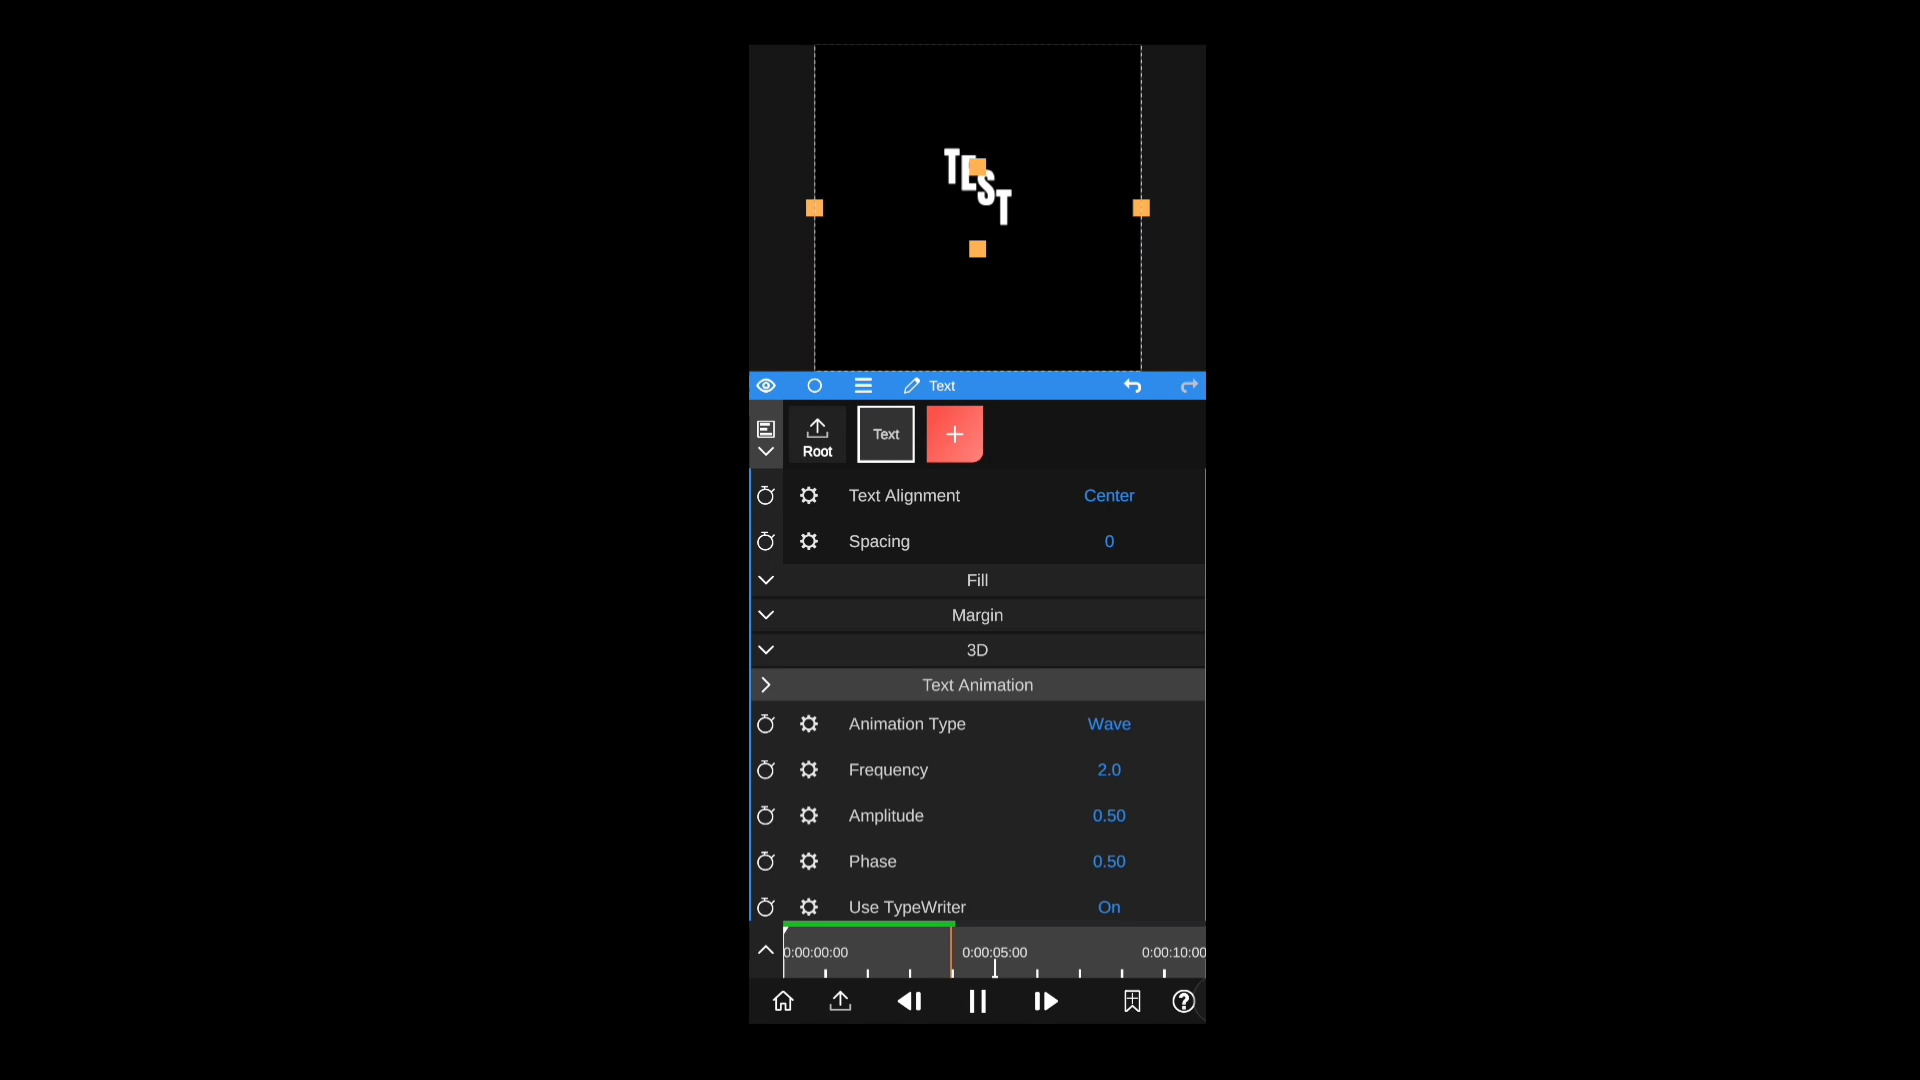 TEST
Text
Root
Text
Text Alignment Center
Spacing 0
Fill
Margin
3D
Text Animation
Animation Type Wave
Frequency 2.0
Amplitude 0.50
Phase 0.50
Use TypeWriter On
0:00:00:00 0:00:05:00 0:00:10:00